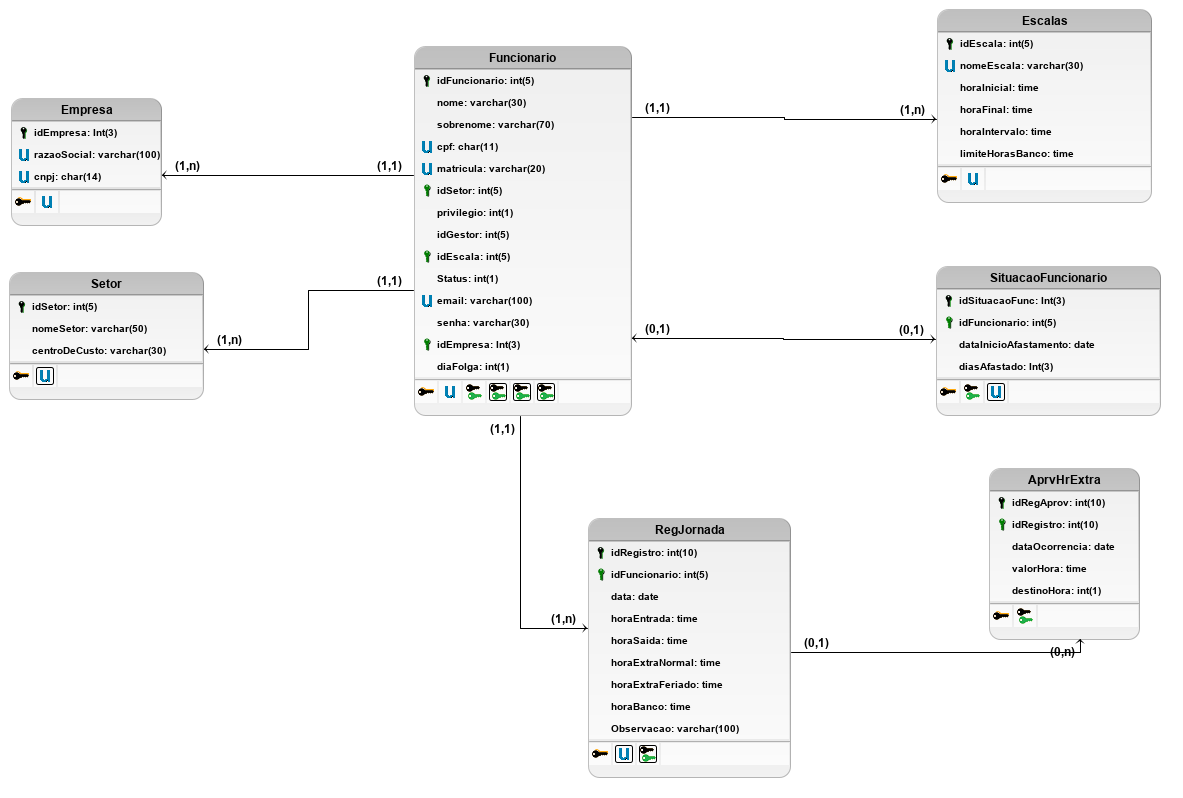 Empresa
idEmpresa: Int(3)
razaoSocial: varchar(100)
cnpj: char(14)
(1,n)
(1,1)
Setor
idSetor: int(5)
nomeSetor: varchar(50)
centroDeCusto: varchar(30)
(1,n)
(1,1)
Funcionario
idFuncionario: int(5)
nome: varchar(30)
sobrenome: varchar(70)
cpf: char(11)
matricula: varchar(20)
idSetor: int(5)
privilegio: int(1)
idGestor: int(5)
idEscala: int(5)
Status: int(1)
email: varchar(100)
senha: varchar(30)
idEmpresa: Int(3)
diaFolga: int(1)
(1,1)
(1,n)
Escalas
idEscala: int(5)
nomeEscala: varchar(30)
horaInicial: time
horaFinal: time
horaIntervalo: time
limiteHorasBanco: time
(0,1)
(0,1)
SituacaoFuncionario
idSituacaoFunc: Int(3)
idFuncionario: int(5)
dataInicioAfastamento: date
diasAfastado: Int(3)
(1,1)
(1,n)
RegJornada
idRegistro: int(10)
idFuncionario: int(5)
data: date
horaEntrada: time
horaSaida: time
horaExtraNormal: time
horaExtraFeriado: time
horaBanco: time
Observacao: varchar(100)
(0,1)
(0,n)
AprvHrExtra
idRegAprov: int(10)
idRegistro: int(10)
dataOcorrencia: date
valorHora: time
destinoHora: int(1)